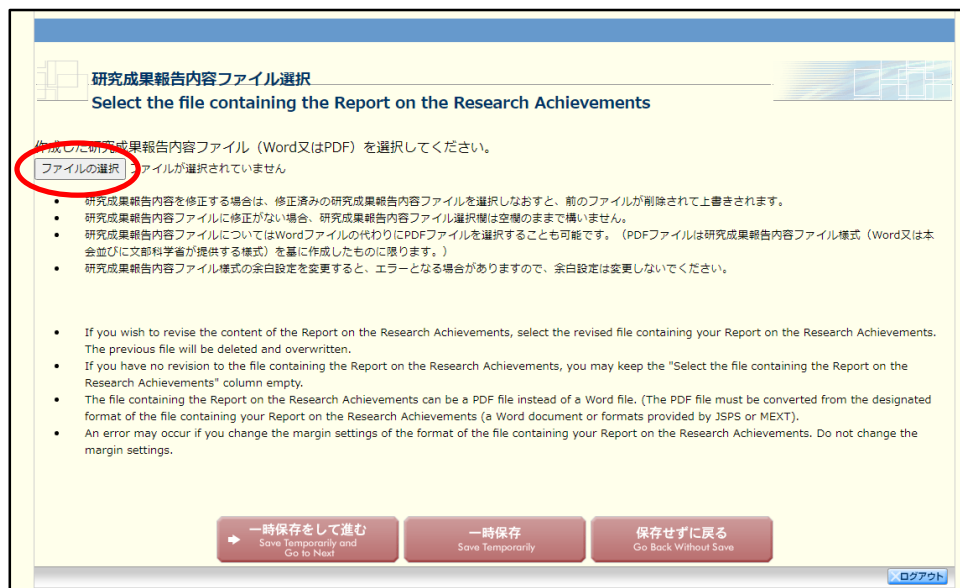 研究成果報告内容ファイル選択
Select the file containing the Report on the Research Achievements
作成した研究成果報告内容ファイル（Word又はPDF）を選択してください。
ファイルの選択 ファイルが選択されていません
• 研究成果報告内容を修正する場合は、修正済みの研究成果報告内容ファイルを選択しなおすと、前のファイルが削除されて上書きされます。
• 研究成果報告内容ファイルに修正がない場合、研究成果報告内容ファイル選択欄は空欄のままで構いません。
• 研究成果報告内容ファイルについてはWordファイルの代わりにPDFファイルを選択することも可能です。（PDFファイルは研究成果報告内容ファイル様式（Word又は本
会並びに文部科学省が提供する様式）を基に作成したものに限ります。）
• 研究成果報告内容ファイル様式の余白設定を変更すると、エラーとなる場合がありますので、余白設定は変更しないでください。
• If you wish to revise the content of the Report on the Research Achievements, select the revised file containing your Report on the Research Achievements.
The previous file will be deleted and overwritten.
• If you have no revision to the file containing the Report on the Research Achievements, you may keep the "Select the file containing the Report on the
Research Achievements" column empty.
• The file containing the Report on the Research Achievements can be a PDF file instead of a Word file. (The PDF file must be converted from the designated
format of the file containing your Report on the Research Achievements (a Word document or formats provided by JSPS or MEXT).
• An error may occur if you change the margin settings of the format of the file containing your Report on the Research Achievements. Do not change the
margin settings.
一時保存をして進む
Save Temporarily and
Go to Next
一時保存
Save Temporarily
保存せずに戻る
Go Back Without Save
ログアウト